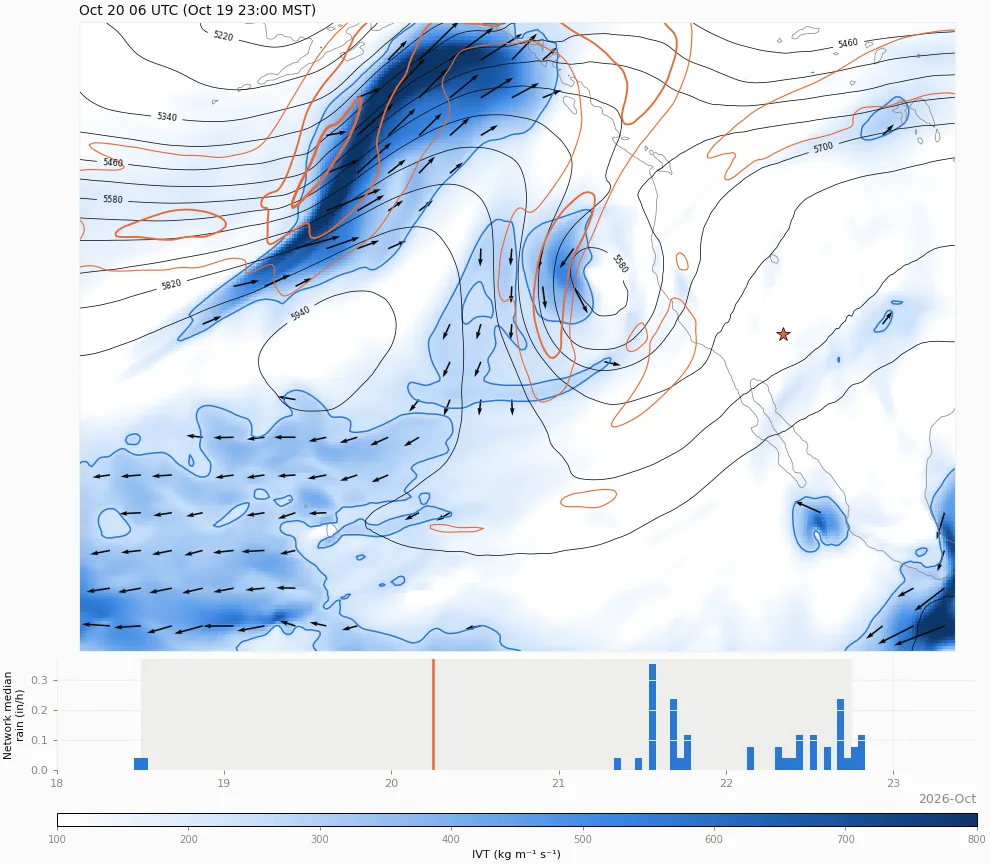 Oct 20 06 UTC (Oct 19 23:00 MST)
5220
5460
5340
5460
5700
5580
5580
5820
5940
Network median
rain (in/h)
0.3
0.2
0.1
0.0
18 19 20 21 22 23
2026-Oct
100 200 300 400 500 600 700 800
IVT (kg m⁻¹ s⁻¹)